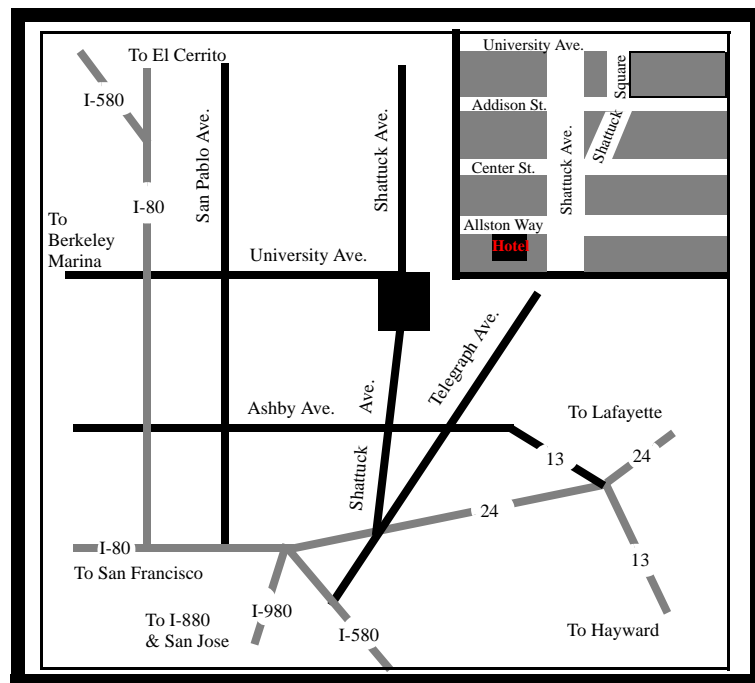 To El Cerrito
I-580
San Pablo Ave.
Shattuck Ave.
I-80
To
Berkeley
Marina
University Ave.
University Ave.
Square
Addison St.
Shattuck
Shattuck Ave.
Center St.
Allston Way
Hotel
Telegraph Ave.
Ave.
Ashby Ave.
Shattuck
To Lafayette
13
24
24
I-80
To San Francisco
13
I-980
To I-880
& San Jose
I-580
To Hayward